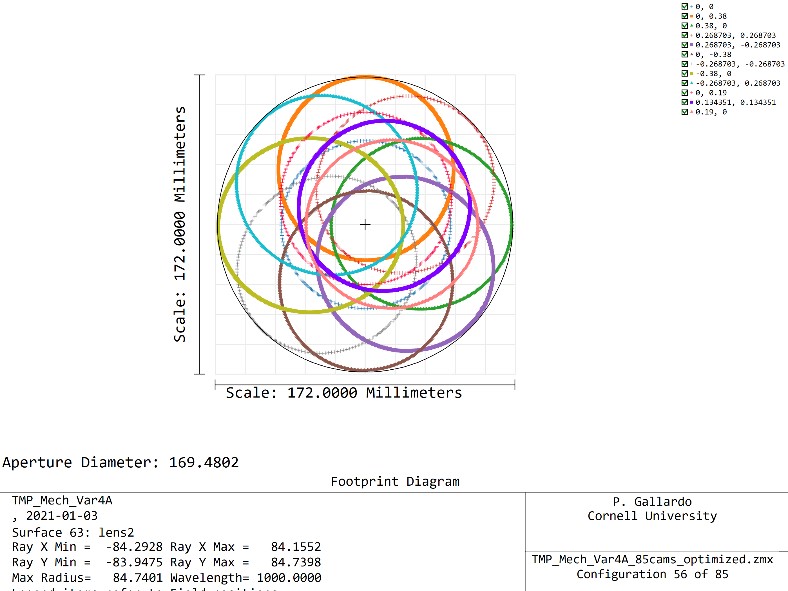 0, 0
0, 0.38
0.38, 0
0.268703, 0.268703
0.268703, -0.268703
0, -0.38
-0.268703, -0.268703
-0.38, 0
-0.268703, 0.268703
0, 0.19
0.134351, 0.134351
0.19, 0
Scale: 172.0000 Millimeters
Scale: 172.0000 Millimeters
Aperture Diameter: 169.4802
Footprint Diagram
TMP_Mech_Var4A
, 2021-01-03
Surface 63: lens2
Ray X Min = -84.2928 Ray X Max = 84.1552
Ray Y Min = -83.9475 Ray Y Max = 84.7398
Max Radius= 84.7401 Wavelength= 1000.0000
P. Gallardo
Cornell University
TMP_Mech_Var4A_85cams_optimized.zmx
Configuration 56 of 85